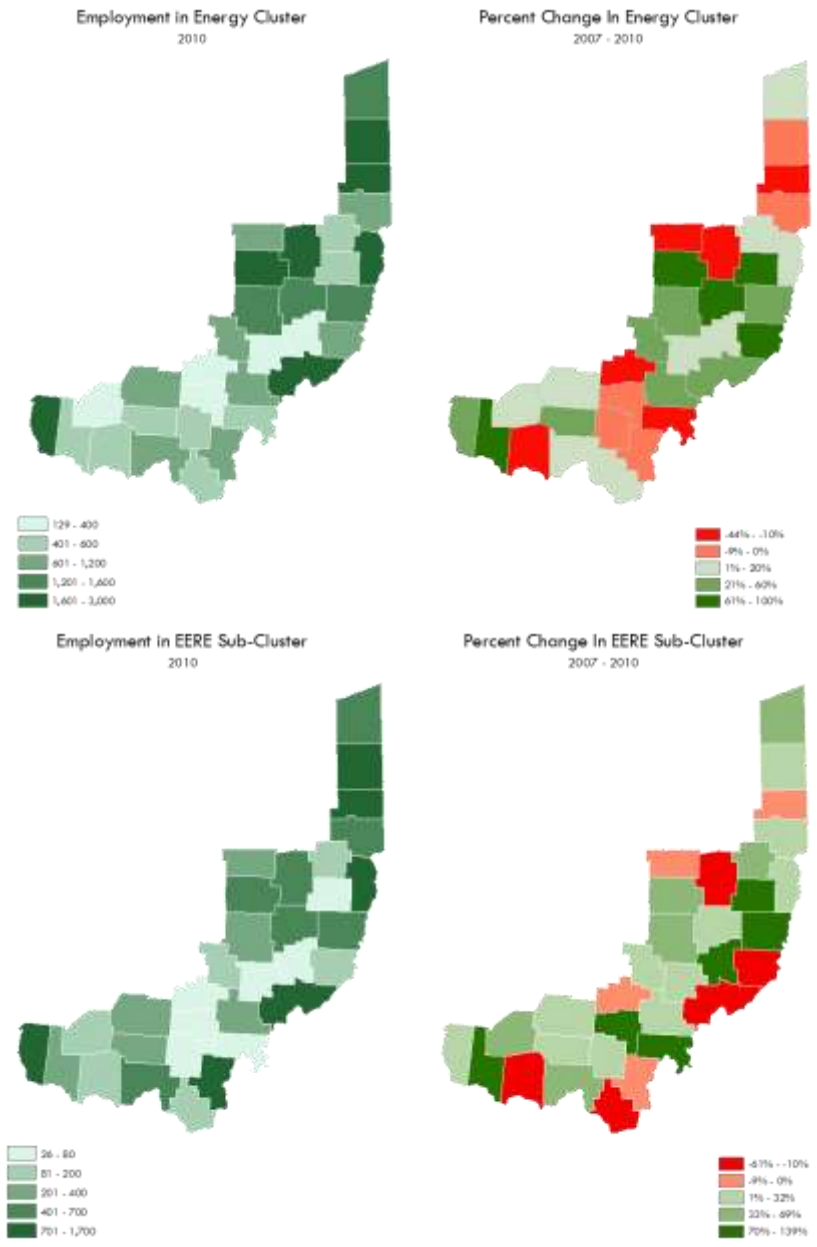 Employment in Energy Cluster
2010
Percent Change In Energy Cluster
2007 - 2010
129 - 400
401 - 600
601 - 1,200
1,201 - 1,600
1,601 - 3,000
-44% - -10%
-9% - 0%
1% - 20%
21% - 60%
61% - 100%
Employment in EERE Sub-Cluster
2010
Percent Change In EERE Sub-Cluster
2007 - 2010
26 - 80
81 - 200
201 - 400
401 - 700
701 - 1,700
-61% - -10%
-9% - 0%
1% - 32%
33% - 69%
70% - 139%